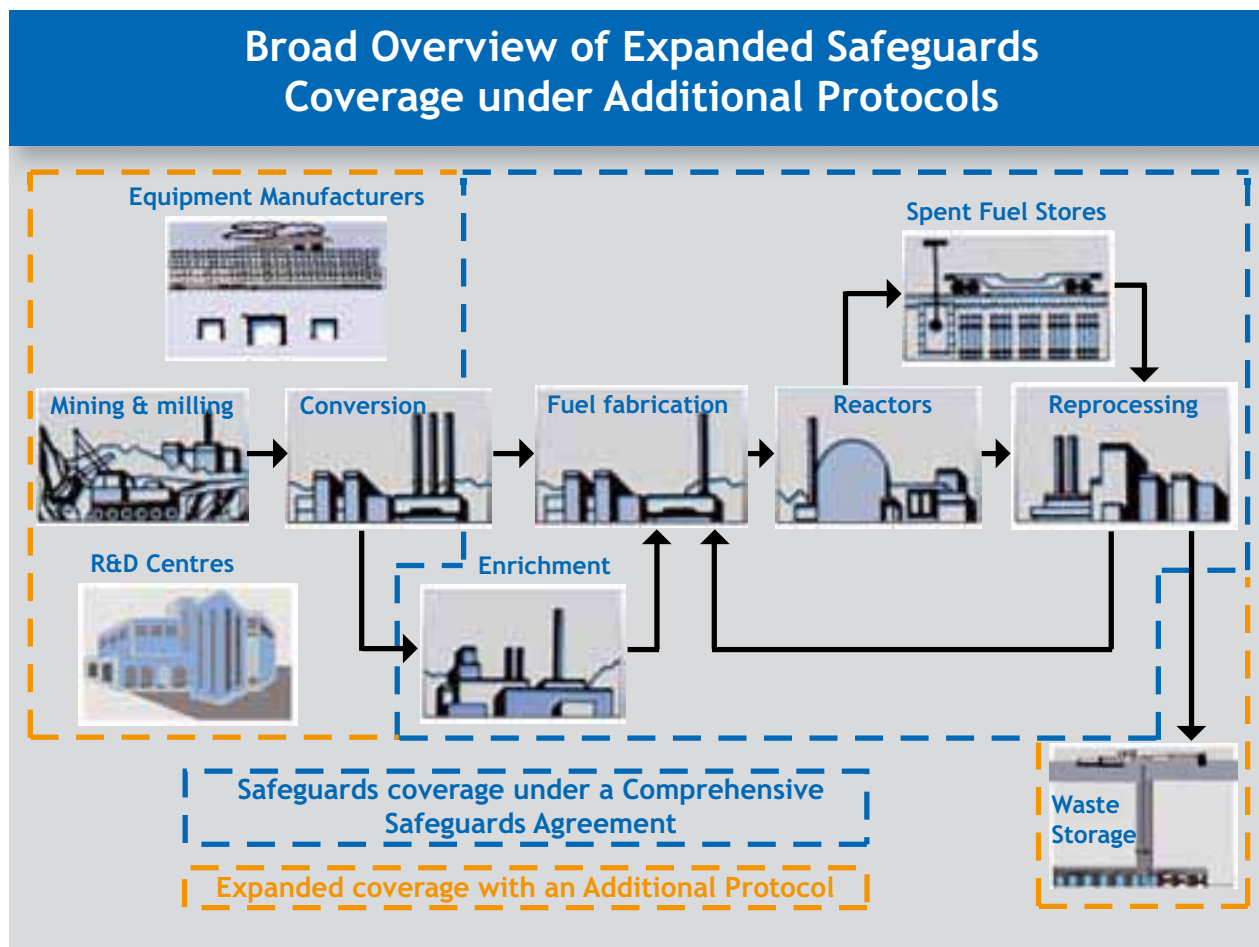 Broad Overview of Expanded Safeguards
Coverage under Additional Protocols
Equipment Manufacturers
Spent Fuel Stores
Mining & milling
Conversion
Fuel fabrication
Reactors
Reprocessing
R&D Centres
Enrichment
Safeguards coverage under a Comprehensive
Safeguards Agreement
Waste
Storage
Expanded coverage with an Additional Protocol